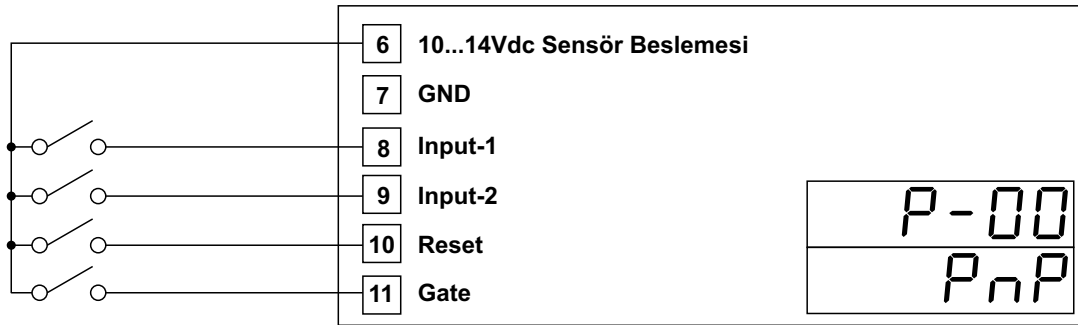 6 10...14Vdc Sensör Beslemesi
7 GND
8 Input-1
9 Input-2
10 Reset
11 Gate
P-00
PnP